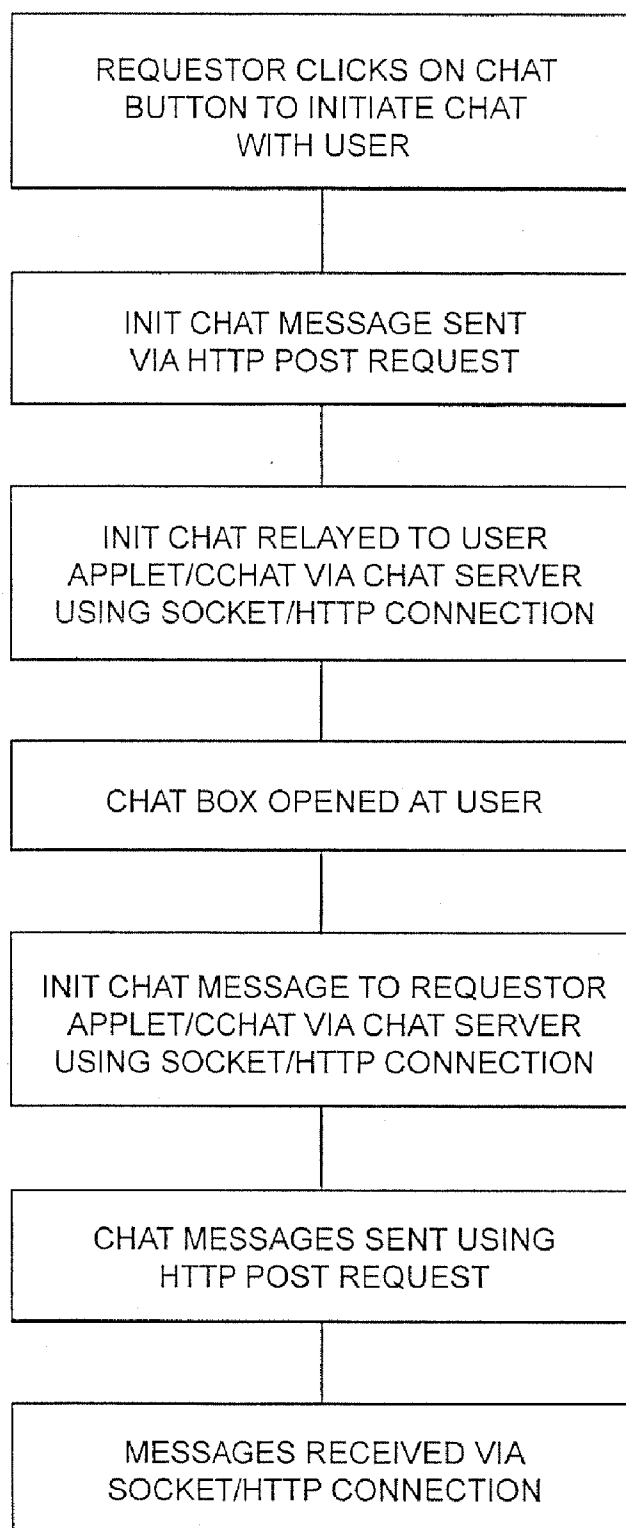 REQUESTOR CLICKS ON CHAT
BUTTON TO INITIATE CHAT
WITH USER
INIT CHAT MESSAGE SENT
VIA HTTP POST REQUEST
INIT CHAT RELAYED TO USER
APPLET/CCHAT VIA CHAT SERVER
USING SOCKET/HTTP CONNECTION
CHAT BOX OPENED AT USER
INIT CHAT MESSAGE TO REQUESTOR
APPLET/CCHAT VIA CHAT SERVER
USING SOCKET/HTTP CONNECTION
CHAT MESSAGES SENT USING
HTTP POST REQUEST
MESSAGES RECEIVED VIA
SOCKET/HTTP CONNECTION